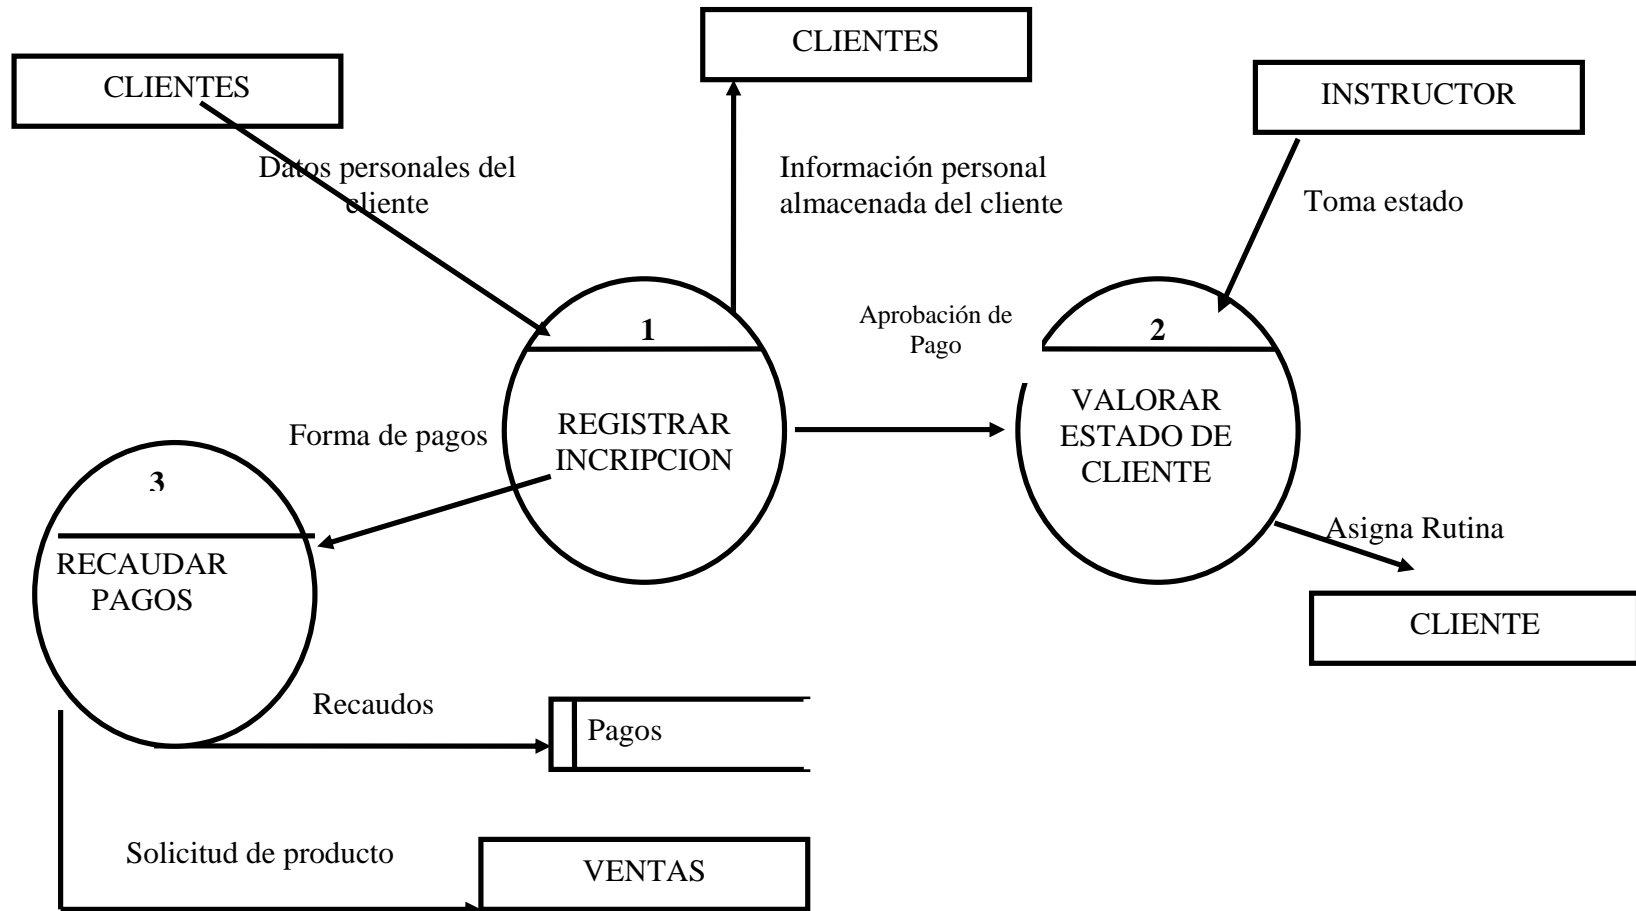 CLIENTES
CLIENTES
INSTRUCTOR
Datos personales del
cliente
Información personal
almacenada del cliente
Toma estado
1
Aprobación de
Pago
2
REGISTRAR
INCRIPCION
VALORAR
ESTADO DE
CLIENTE
Forma de pagos
3
RECAUDAR
PAGOS
Asigna Rutina
CLIENTE
Recaudos
Pagos
Solicitud de producto
VENTAS